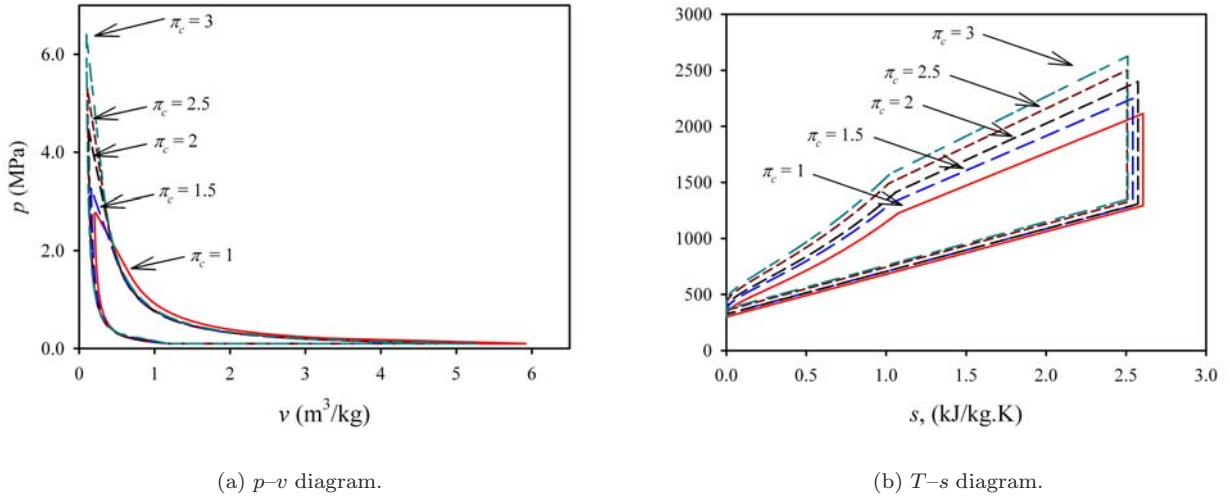 6.0
4.0
2.0
0.0
p (MPa)
π_c = 3
π_c = 2.5
π_c = 2
π_c = 1.5
π_c = 1
0 1 2 3 4 5 6
v (m³/kg)
(a) p–v diagram.
3000
2500
2000
1500
1000
500
0
π_c = 3
π_c = 2.5
π_c = 2
π_c = 1.5
π_c = 1
0.0 0.5 1.0 1.5 2.0 2.5 3.0
s, (kJ/kg.K)
(b) T–s diagram.